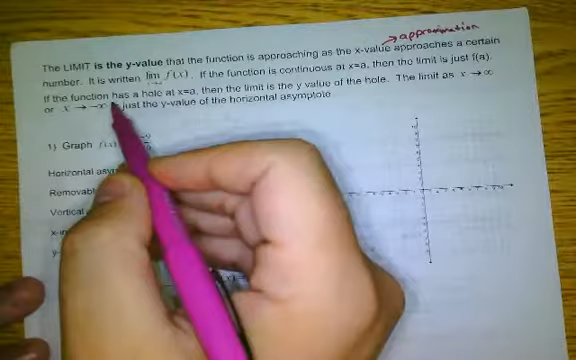 →approximation
The LIMIT is the y-value that the function is approaching as the x-value approaches a certain
number. It is written lim f(x). If the function is continuous at x=a, then the limit is just f(a).
If the function has a hole at x=a, then the limit is the y value of the hole. The limit as x → ∞
or x → -∞ just the y-value of the horizontal asymptote
1) Graph f(x)
Horizontal asym
Removabl
Vertical
x-in
y-